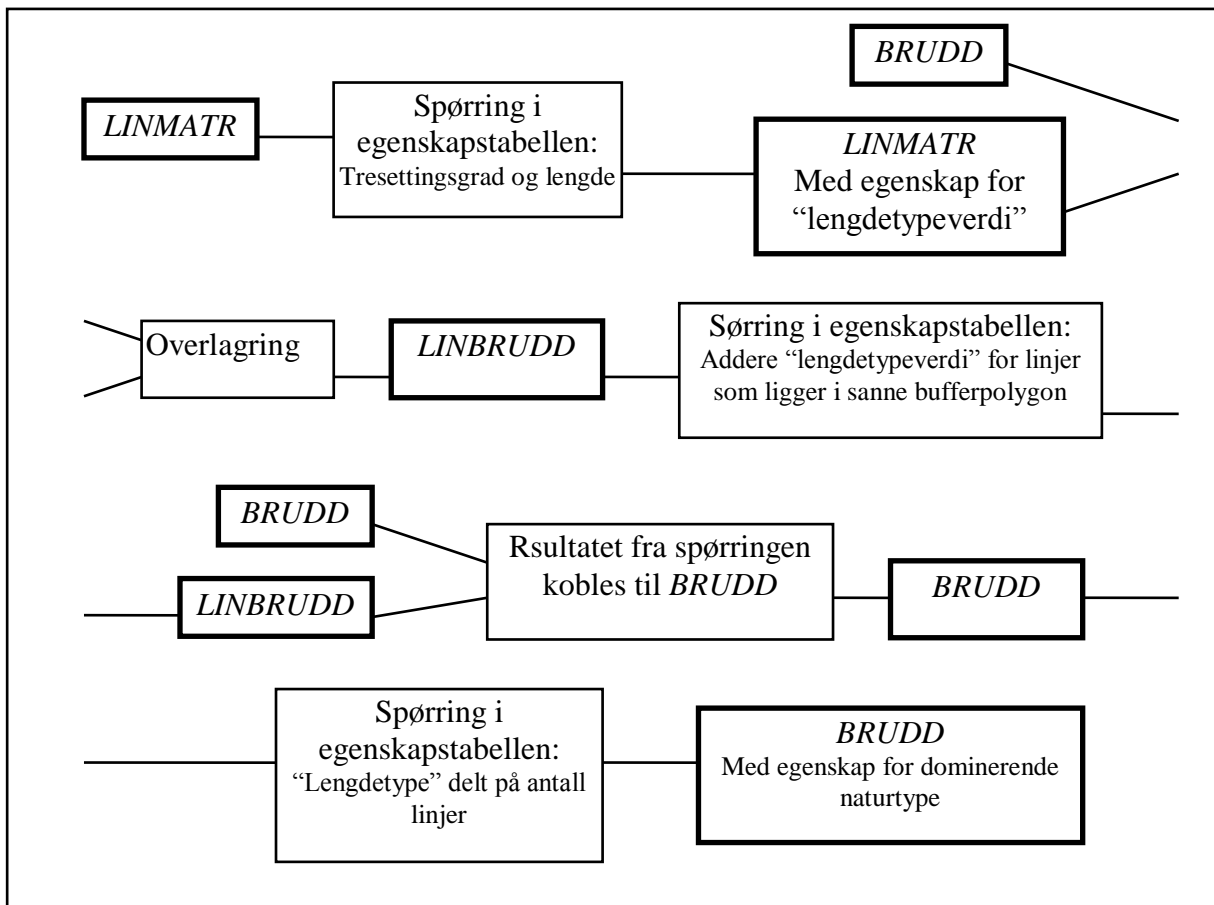 BRUDD
LINMATR
Spørring i
egenskapstabellen:
Tresettingsgrad og lengde
LINMATR
Med egenskap for
“lengdetypeverdi”
Overlagring
LINBRUDD
Sørring i egenskapstabellen:
Addere “lengdetypeverdi” for linjer
som ligger i sanne bufferpolygon
BRUDD
LINBRUDD
Rsultatet fra spørringen
kobles til BRUDD
BRUDD
Spørring i
egenskapstabellen:
“Lengdetype” delt på antall
linjer
BRUDD
Med egenskap for dominerende
naturtype